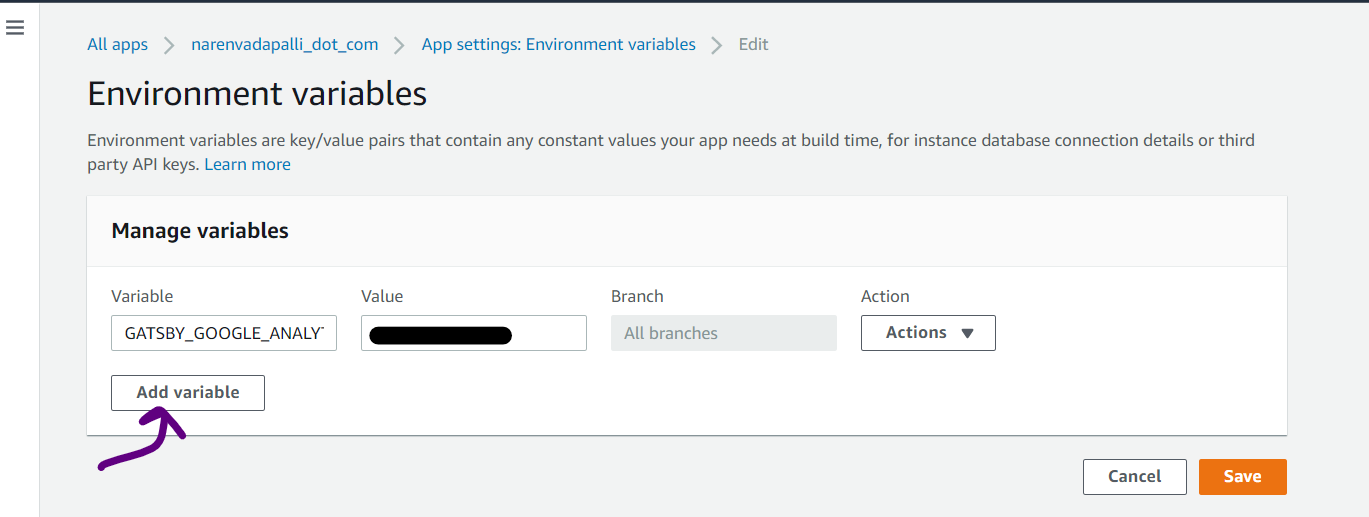 All apps narenvadapalli_dot_com App settings: Environment variables Edit
Environment variables
Environment variables are key/value pairs that contain any constant values your app needs at build time, for instance database connection details or third
party API keys. Learn more
Manage variables
Variable Value Branch Action
GATSBY_GOOGLE_ANALY All branches Actions
Add variable
Cancel Save